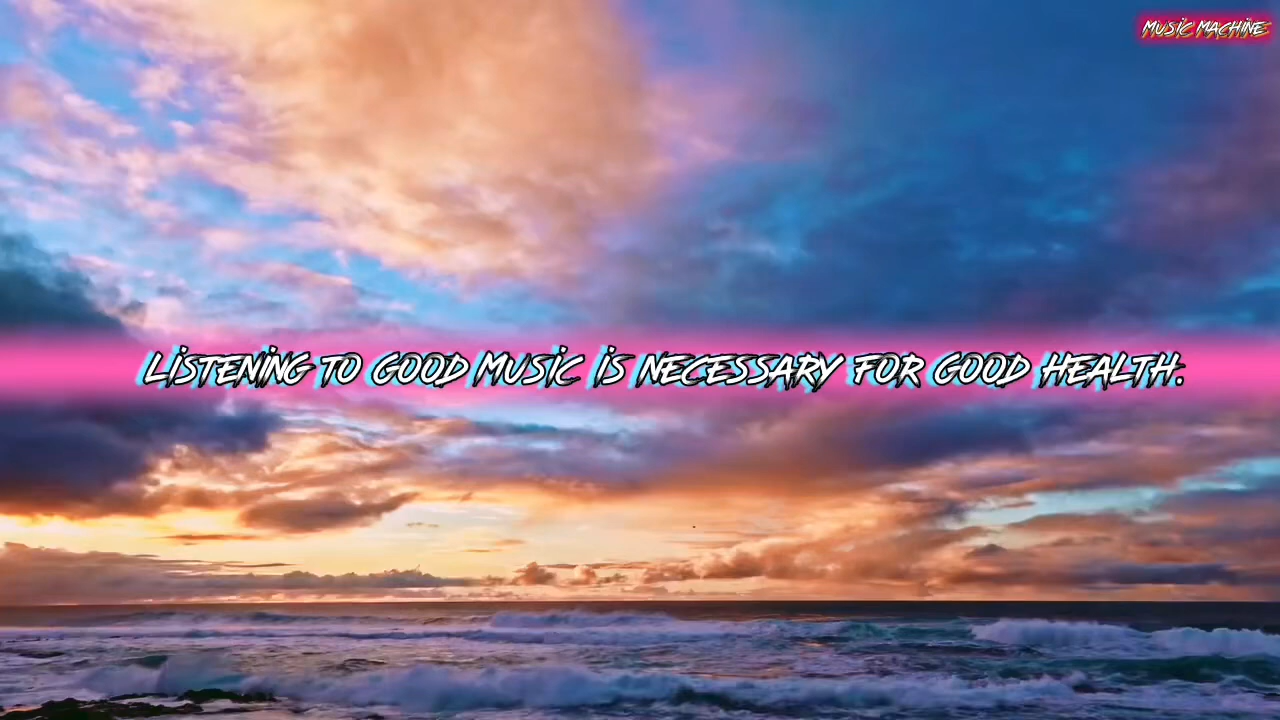 MUSIC MACHINE
LISTENING TO GOOD MUSIC IS NECESSARY FOR GOOD HEALTH.